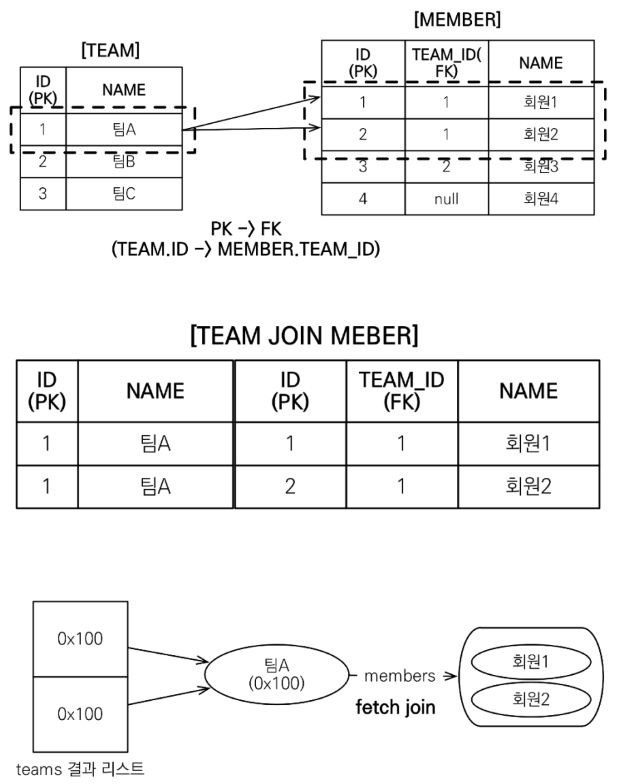 [TEAM]
ID
(PK)
NAME
1
팀A
2
팀B
3
팀C
[MEMBER]
ID
(PK)
TEAM_ID(
FK)
NAME
1
1
회원1
2
1
회원2
3
2
회원3
4
null
회원4
PK -> FK
(TEAM.ID -> MEMBER.TEAM_ID)
[TEAM JOIN MEBER]
ID
(PK)
NAME
ID
(PK)
TEAM_ID
(FK)
NAME
1
팀A
1
1
회원1
1
팀A
2
1
회원2
0x100
0x100
teams 결과 리스트
팀A
(0x100)
members
fetch join
회원1
회원2